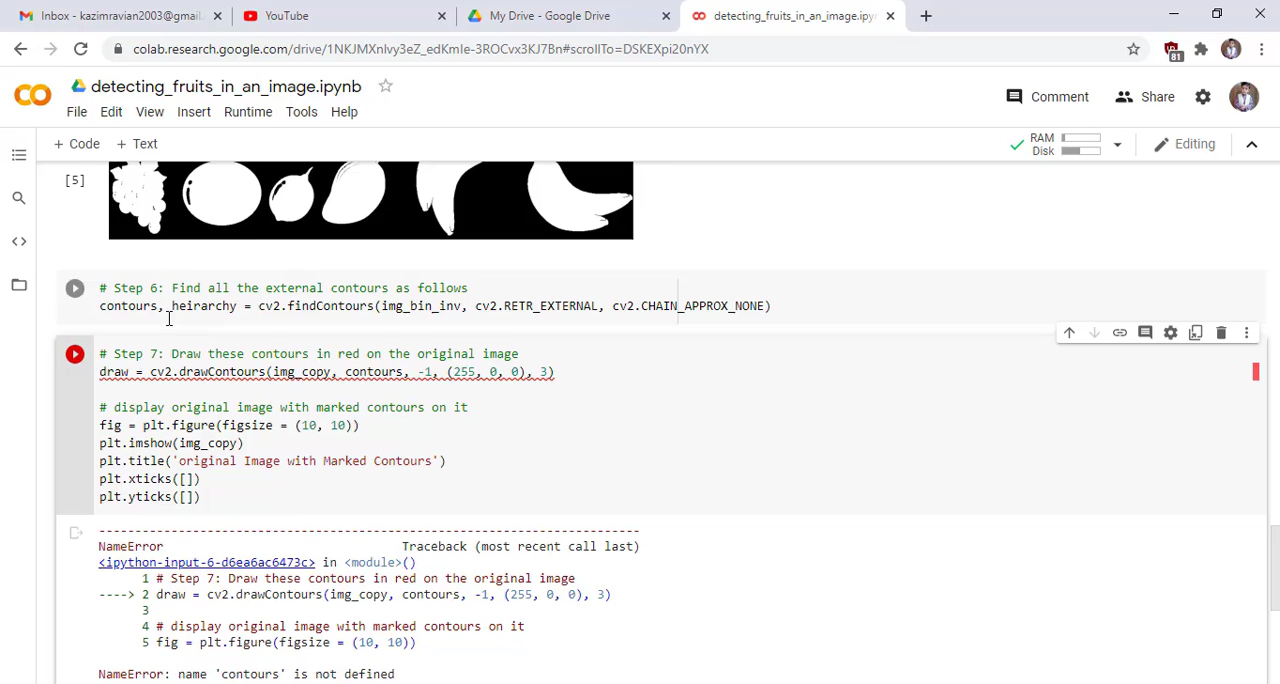 Inbox - kazimravian2003@gmail.
YouTube
My Drive - Google Drive
detecting_fruits_in_an_image.ipyn
colab.research.google.com/drive/1NKJMXnlvy3eZ_edKmIe-3ROCvx3KJ7Bn#scrollTo=DSKEXpi20nYX
81
detecting_fruits_in_an_image.ipynb
Comment
Share
File Edit View Insert Runtime Tools Help
+ Code + Text
RAM
Disk
Editing
[5]
# Step 6: Find all the external contours as follows
contours, heirarchy = cv2.findContours(img_bin_inv, cv2.RETR_EXTERNAL, cv2.CHAIN_APPROX_NONE)
# Step 7: Draw these contours in red on the original image
draw = cv2.drawContours(img_copy, contours, -1, (255, 0, 0), 3)
# display original image with marked contours on it
fig = plt.figure(figsize = (10, 10))
plt.imshow(img_copy)
plt.title('original Image with Marked Contours')
plt.xticks([])
plt.yticks([])
---------------------------------------------------------------------------
NameError Traceback (most recent call last)
<ipython-input-6-d6ea6ac6473c> in <module>()
1 # Step 7: Draw these contours in red on the original image
----> 2 draw = cv2.drawContours(img_copy, contours, -1, (255, 0, 0), 3)
3
4 # display original image with marked contours on it
5 fig = plt.figure(figsize = (10, 10))
NameError: name 'contours' is not defined